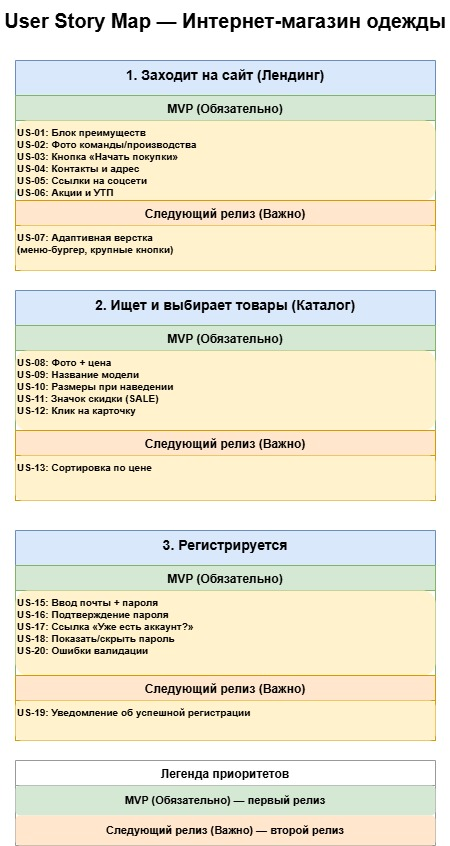 User Story Map — Интернет-магазин одежды
1. Заходит на сайт (Лендинг)
MVP (Обязательно)
US-01: Блок преимуществ
US-02: Фото команды/производства
US-03: Кнопка «Начать покупки»
US-04: Контакты и адрес
US-05: Ссылки на соцсети
US-06: Акции и УТП
Следующий релиз (Важно)
US-07: Адаптивная верстка
(меню-бургер, крупные кнопки)
2. Ищет и выбирает товары (Каталог)
MVP (Обязательно)
US-08: Фото + цена
US-09: Название модели
US-10: Размеры при наведении
US-11: Значок скидки (SALE)
US-12: Клик на карточку
Следующий релиз (Важно)
US-13: Сортировка по цене
3. Регистрируется
MVP (Обязательно)
US-15: Ввод почты + пароля
US-16: Подтверждение пароля
US-17: Ссылка «Уже есть аккаунт?»
US-18: Показать/скрыть пароль
US-20: Ошибки валидации
Следующий релиз (Важно)
US-19: Уведомление об успешной регистрации
Легенда приоритетов
MVP (Обязательно) — первый релиз
Следующий релиз (Важно) — второй релиз